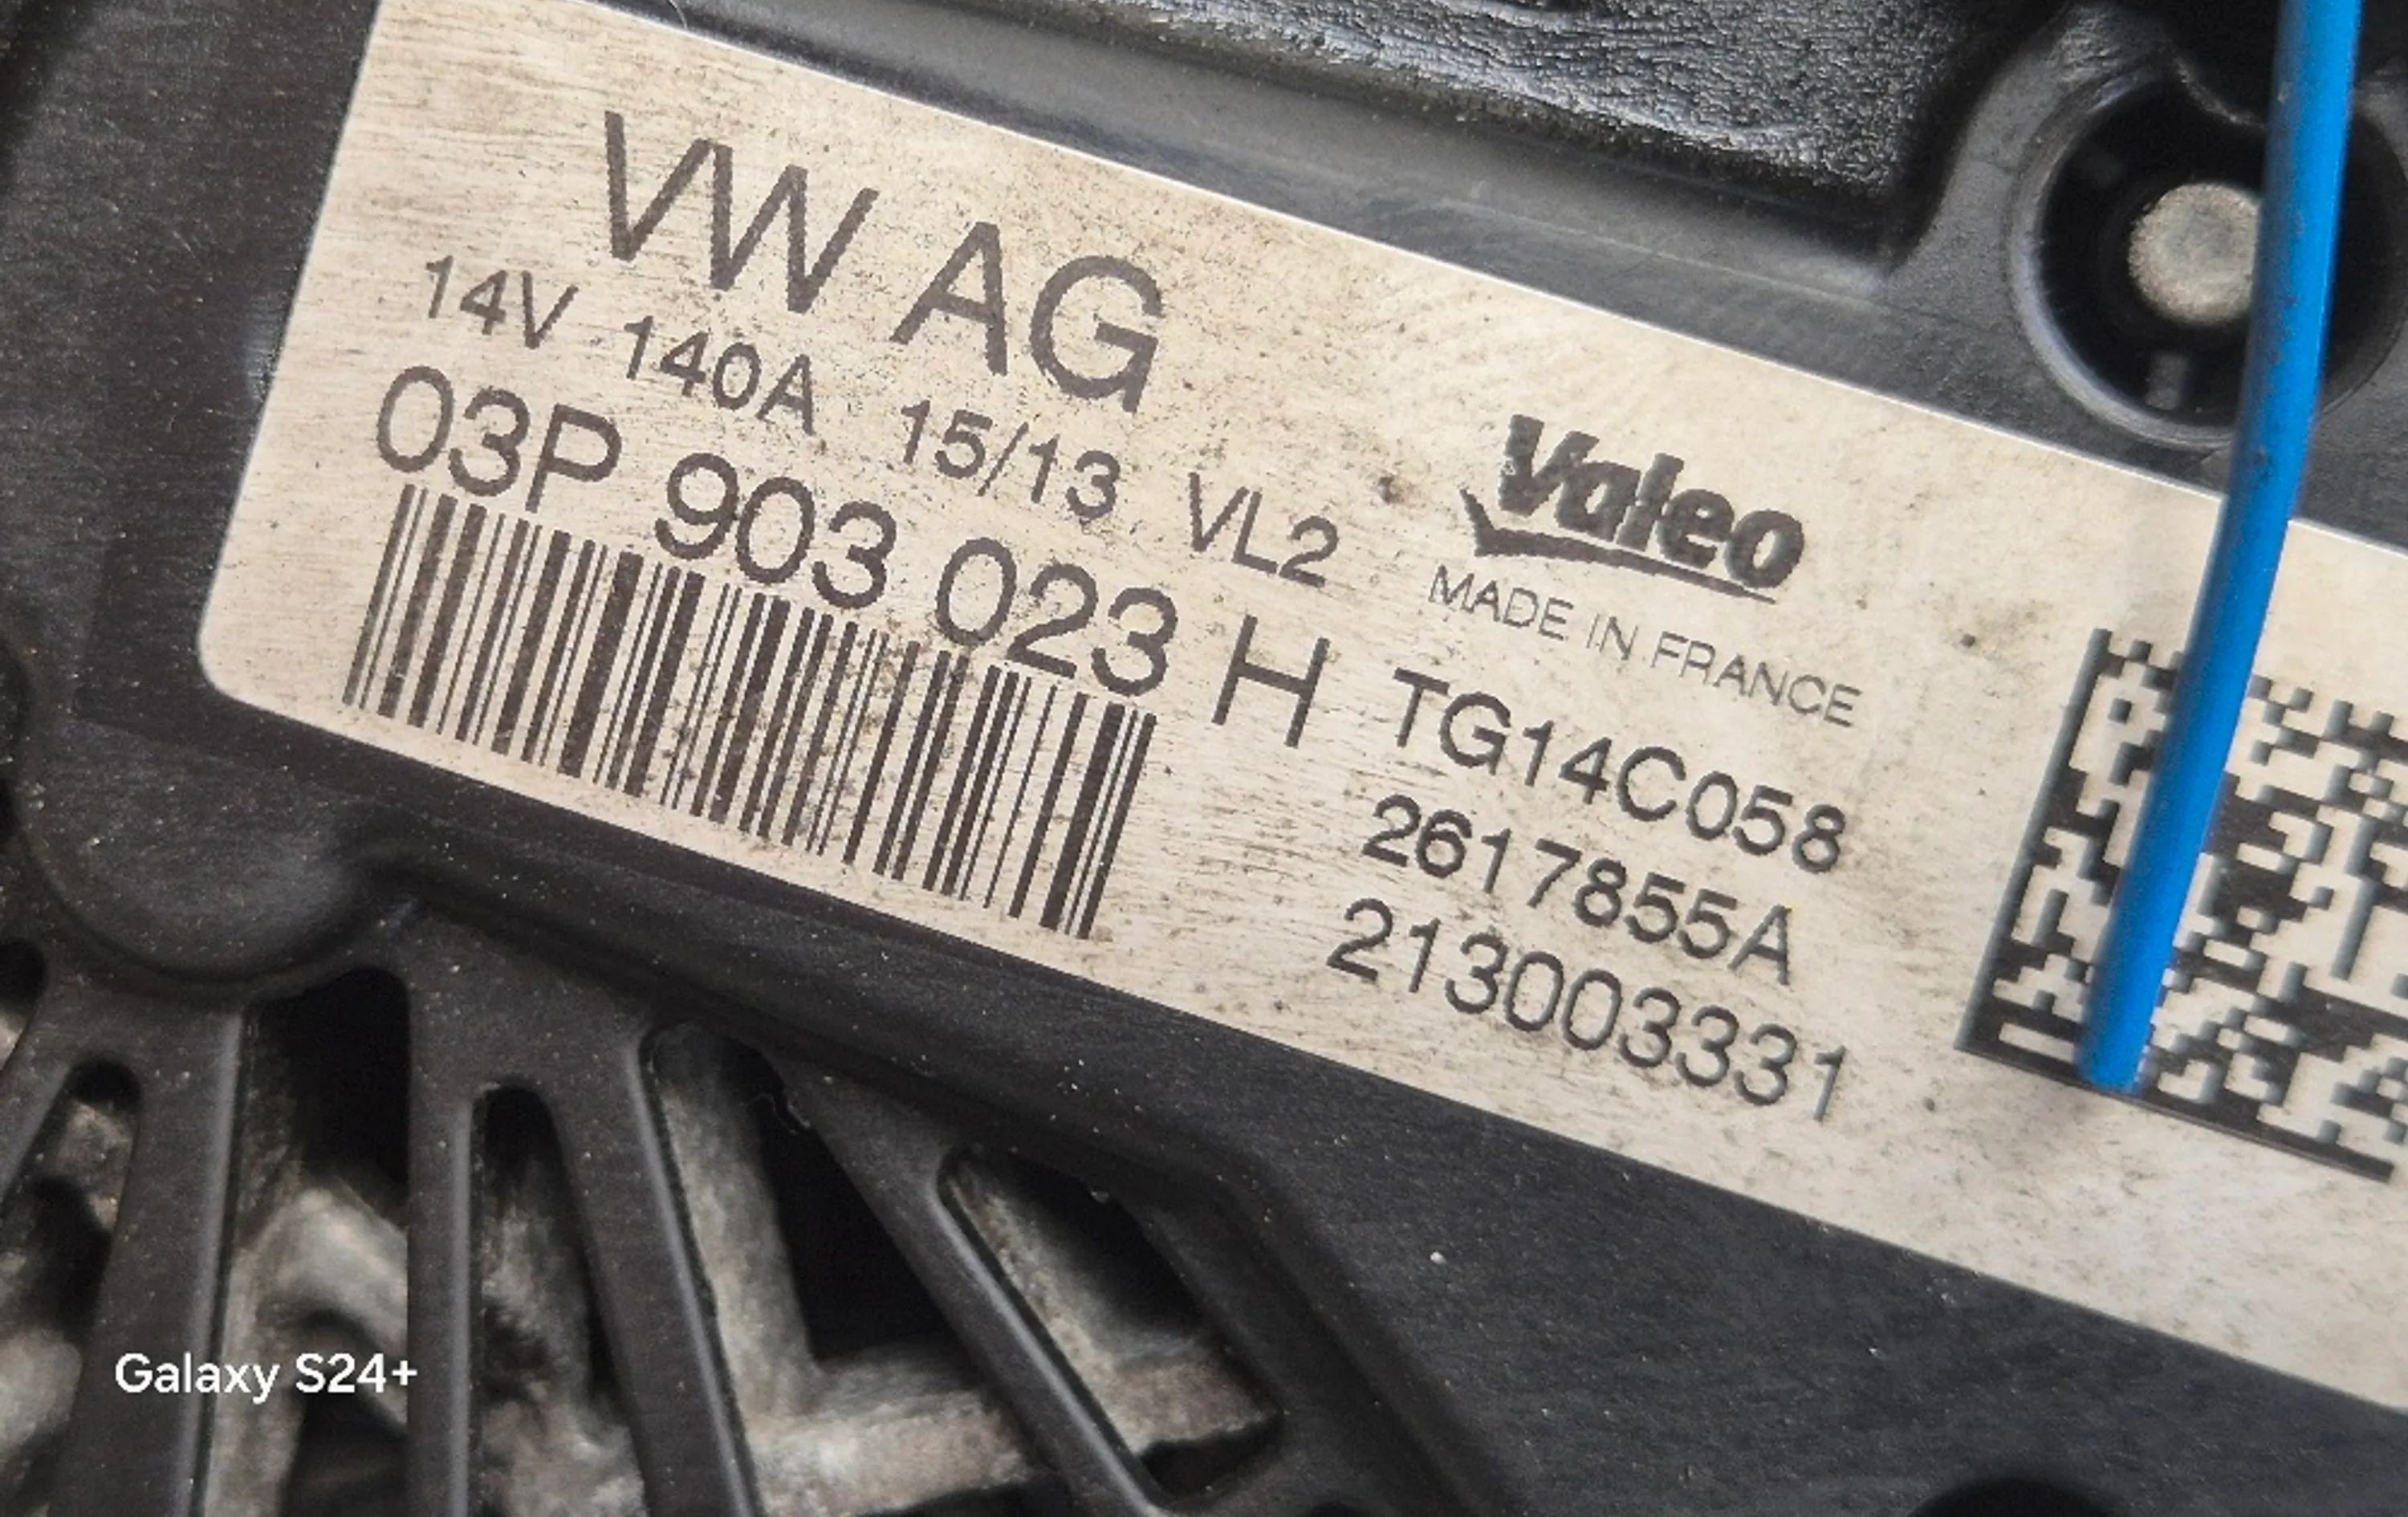 VW AG
14V 140A 15/13 VL2
03P 903 023 H
Valeo
MADE IN FRANCE
TG14C058
2617855A
213003331
Galaxy S24+